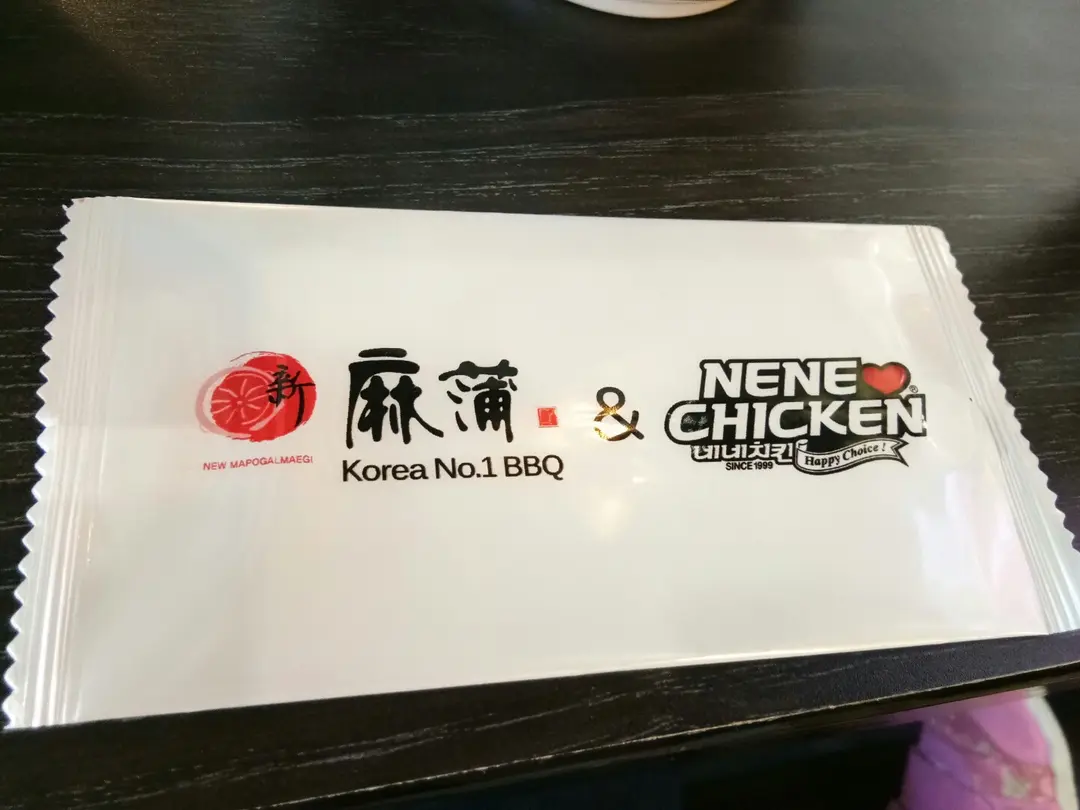 新
NEW MAPOGALMAEGI
麻蒲
Korea No.1 BBQ
&
NENE
CHICKEN®
네네치킨
SINCE 1999
Happy Choice !